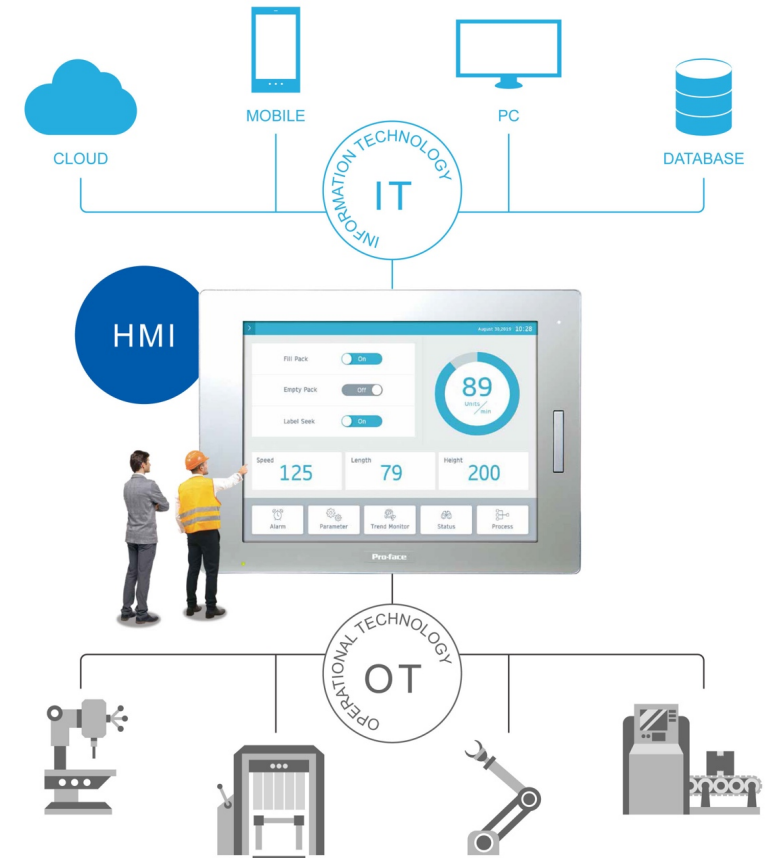 MOBILE
PC
CLOUD
DATABASE
INFORMATION TECHNOLOGY
IT
HMI
August 30,2019 10:28
Fill Pack On
Empty Pack Off
Label Seek On
89
Units/min
Speed
125
Length
79
Height
200
Alarm
Parameter
Trend Monitor
Status
Process
Pro-face
OPERATIONAL TECHNOLOGY
OT